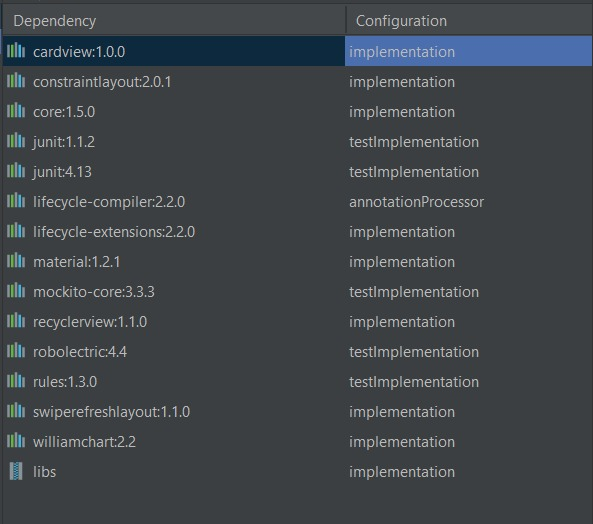 Dependency Configuration
cardview:1.0.0 implementation
constraintlayout:2.0.1 implementation
core:1.5.0 implementation
junit:1.1.2 testImplementation
junit:4.13 testImplementation
lifecycle-compiler:2.2.0 annotationProcessor
lifecycle-extensions:2.2.0 implementation
material:1.2.1 implementation
mockito-core:3.3.3 testImplementation
recyclerview:1.1.0 implementation
robolectric:4.4 testImplementation
rules:1.3.0 testImplementation
swiperefreshlayout:1.1.0 implementation
williamchart:2.2 implementation
libs implementation